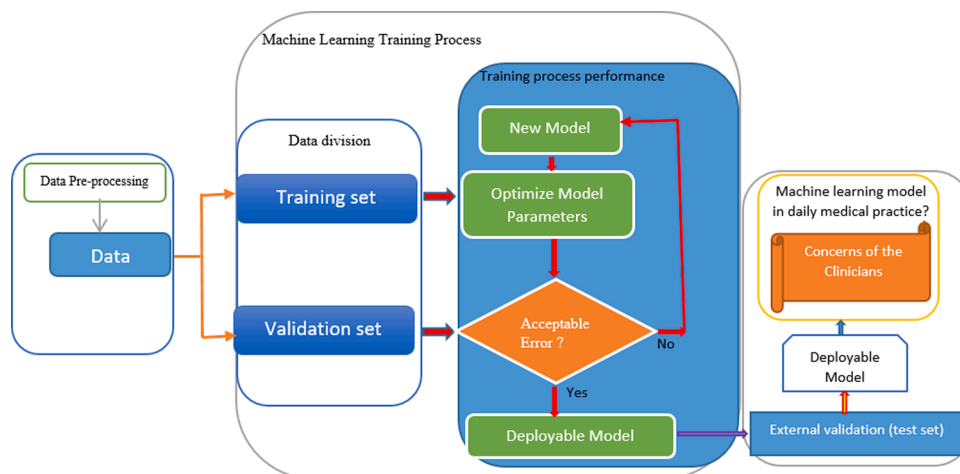 Machine Learning Training Process
Training process performance
New Model
Data division
Data Pre-processing
Training set
Optimize Model
Parameters
Machine learning model
in daily medical practice?
Data
Concerns of the
Clinicians
Validation set
Acceptable
Error ?
No
Deployable
Model
Yes
Deployable Model
External validation (test set)